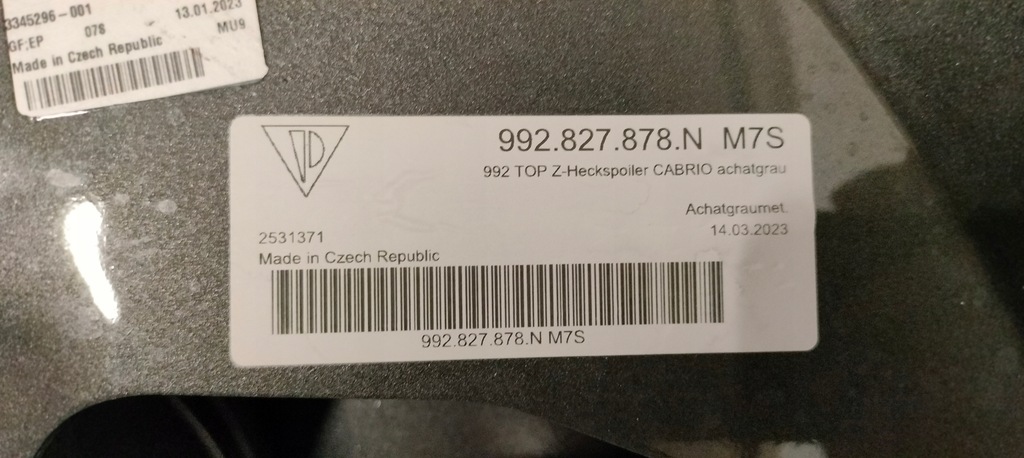 3345296-001 13.01.2023
GF;EP 078 MU9
Made in Czech Republic
992.827.878.N M7S
992 TOP Z-Heckspoiler CABRIO achatgrau
Achatgraumet.
2531371 14.03.2023
Made in Czech Republic
992.827.878.N M7S